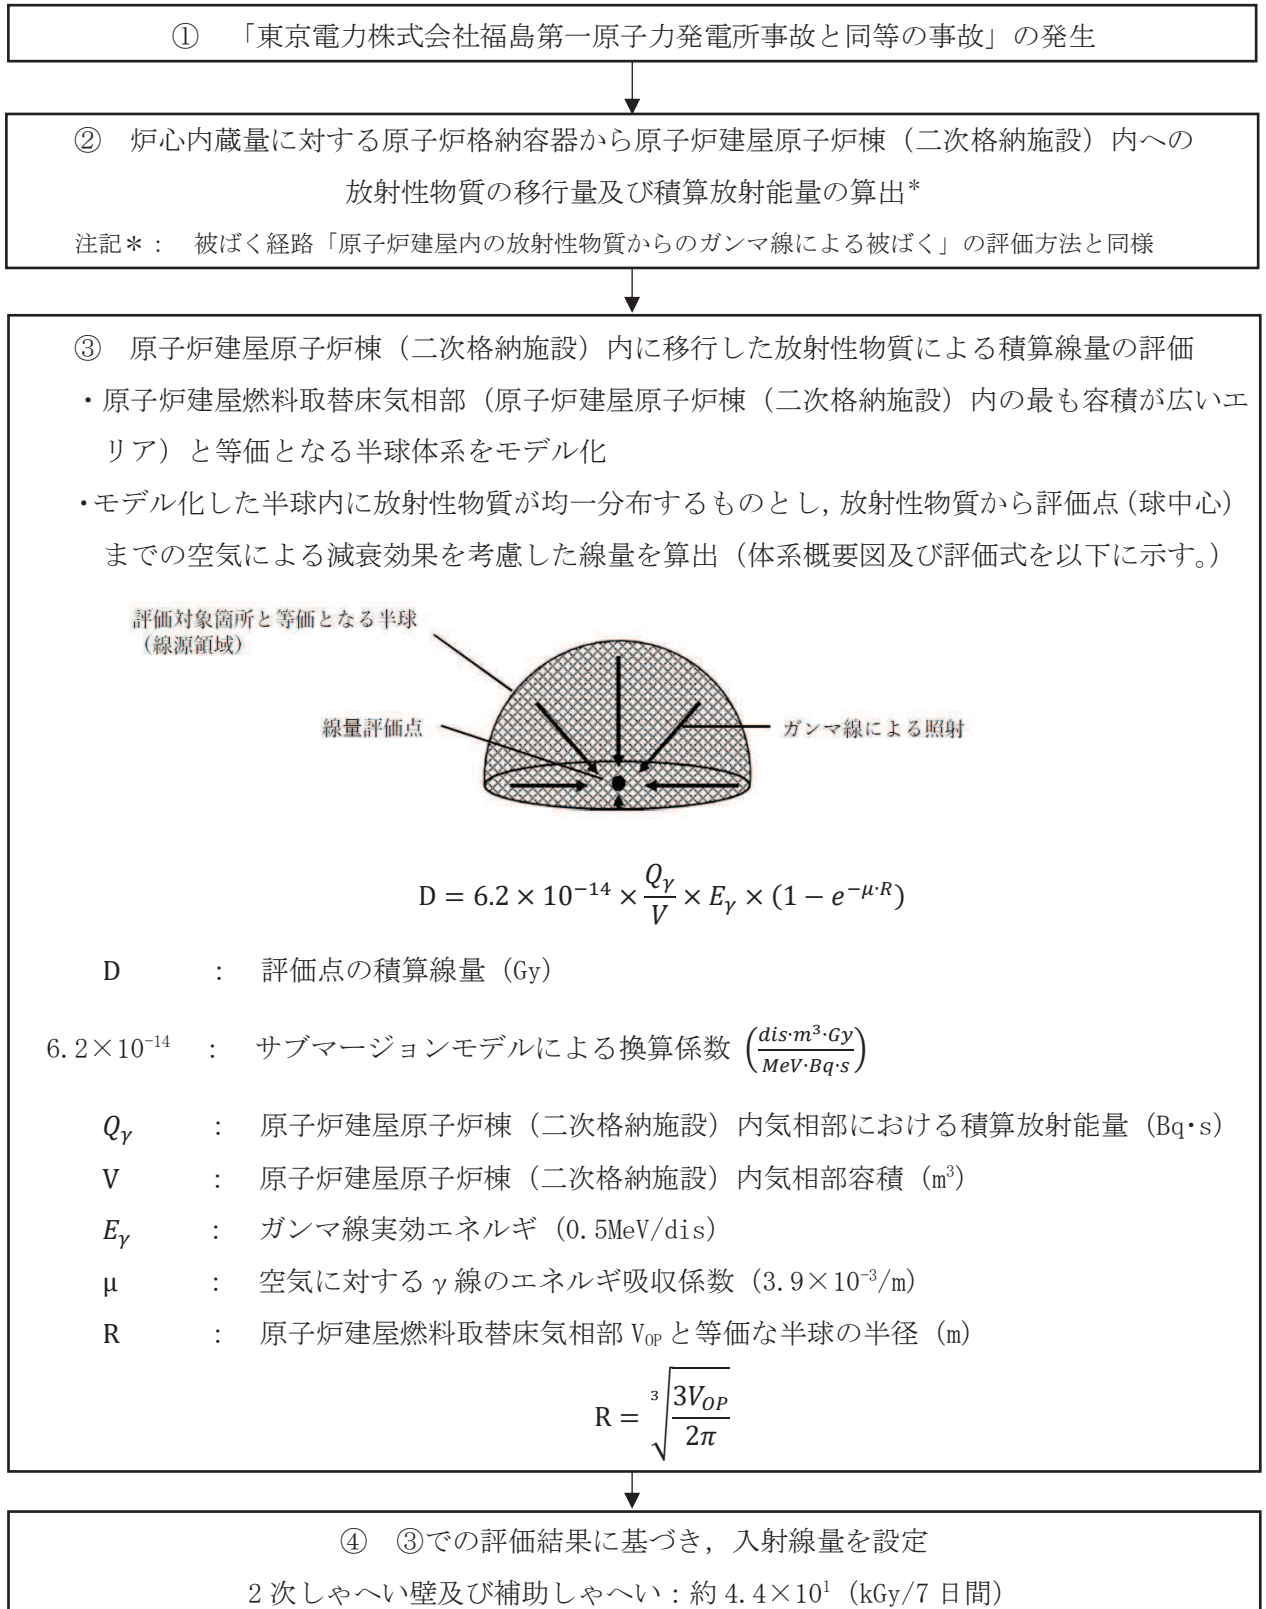 ① 「東京電力株式会社福島第一原子力発電所事故と同等の事故」の発生
② 炉心内蔵量に対する原子炉格納容器から原子炉建屋原子炉棟（二次格納施設）内への
放射性物質の移行量及び積算放射能量の算出*
注記＊： 被ばく経路「原子炉建屋内の放射性物質からのガンマ線による被ばく」の評価方法と同様
③ 原子炉建屋原子炉棟（二次格納施設）内に移行した放射性物質による積算線量の評価
・原子炉建屋燃料取替床気相部（原子炉建屋原子炉棟（二次格納施設）内の最も容積が広いエ
リア）と等価となる半球体系をモデル化
・モデル化した半球内に放射性物質が均一分布するものとし，放射性物質から評価点（球中心）
までの空気による減衰効果を考慮した線量を算出（体系概要図及び評価式を以下に示す。）
評価対象箇所と等価となる半球
（線源領域）
線量評価点
ガンマ線による照射
D = 6.2 × 10⁻¹⁴ × Qγ/V × Eγ × (1 − e^(−μ·R))
D ： 評価点の積算線量（Gy）
6.2×10⁻¹⁴ ： サブマージョンモデルによる換算係数 (dis·m³·Gy/MeV·Bq·s)
Qγ ： 原子炉建屋原子炉棟（二次格納施設）内気相部における積算放射能量（Bq・s）
V ： 原子炉建屋原子炉棟（二次格納施設）内気相部容積（m³）
Eγ ： ガンマ線実効エネルギ（0.5MeV/dis）
μ ： 空気に対するγ線のエネルギ吸収係数（3.9×10⁻³/m）
R ： 原子炉建屋燃料取替床気相部 V_OP と等価な半球の半径（m）
R = ∛(3V_OP/2π)
④ ③での評価結果に基づき，入射線量を設定
2次しゃへい壁及び補助しゃへい：約 4.4×10¹（kGy/7 日間）